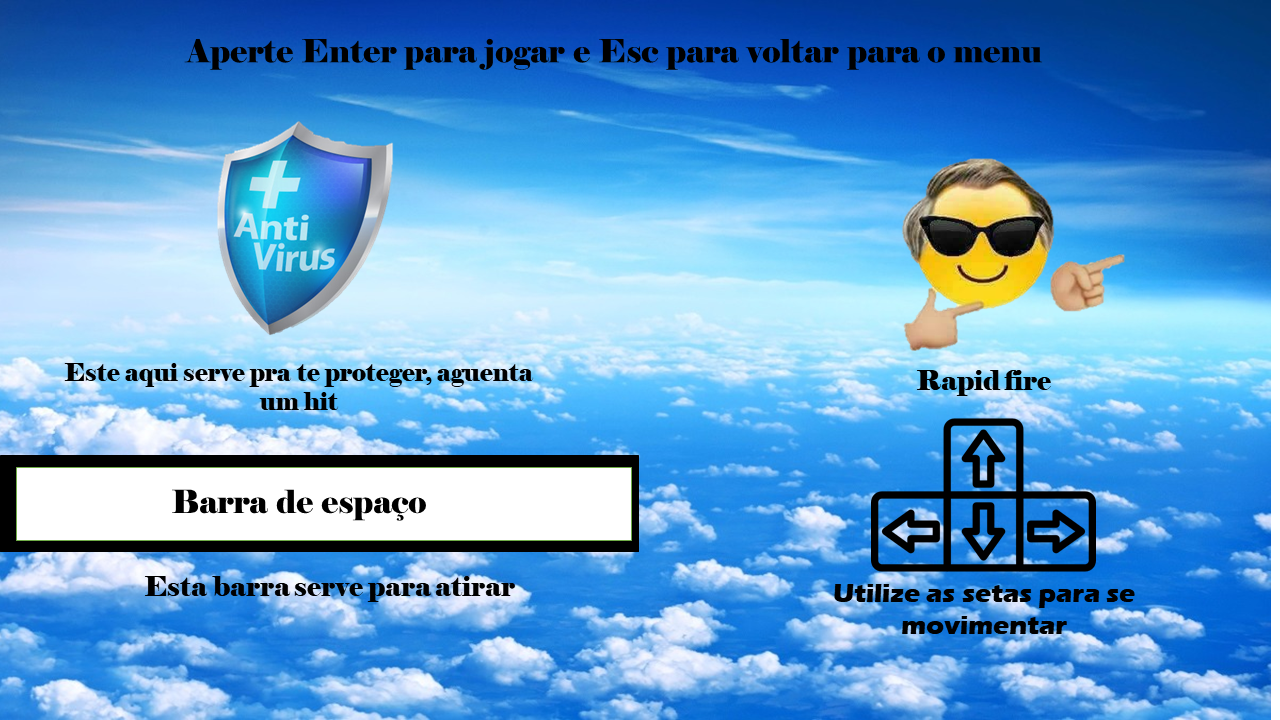 Aperte Enter para jogar e Esc para voltar para o menu
Anti
Virus
Este aqui serve pra te proteger, aguenta
um hit
Rapid fire
Barra de espaço
Esta barra serve para atirar
Utilize as setas para se
movimentar